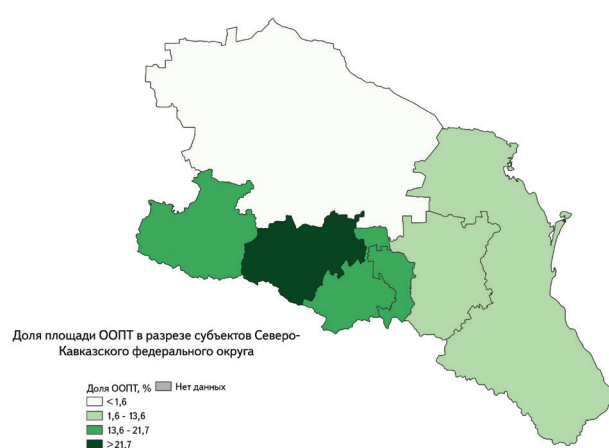 Доля площади ООПТ в разрезе субъектов Северо-
Кавказского федерального округа
Доля ООПТ, % Нет данных
<1,6
1,6 - 13,6
13,6 - 21,7
>21,7